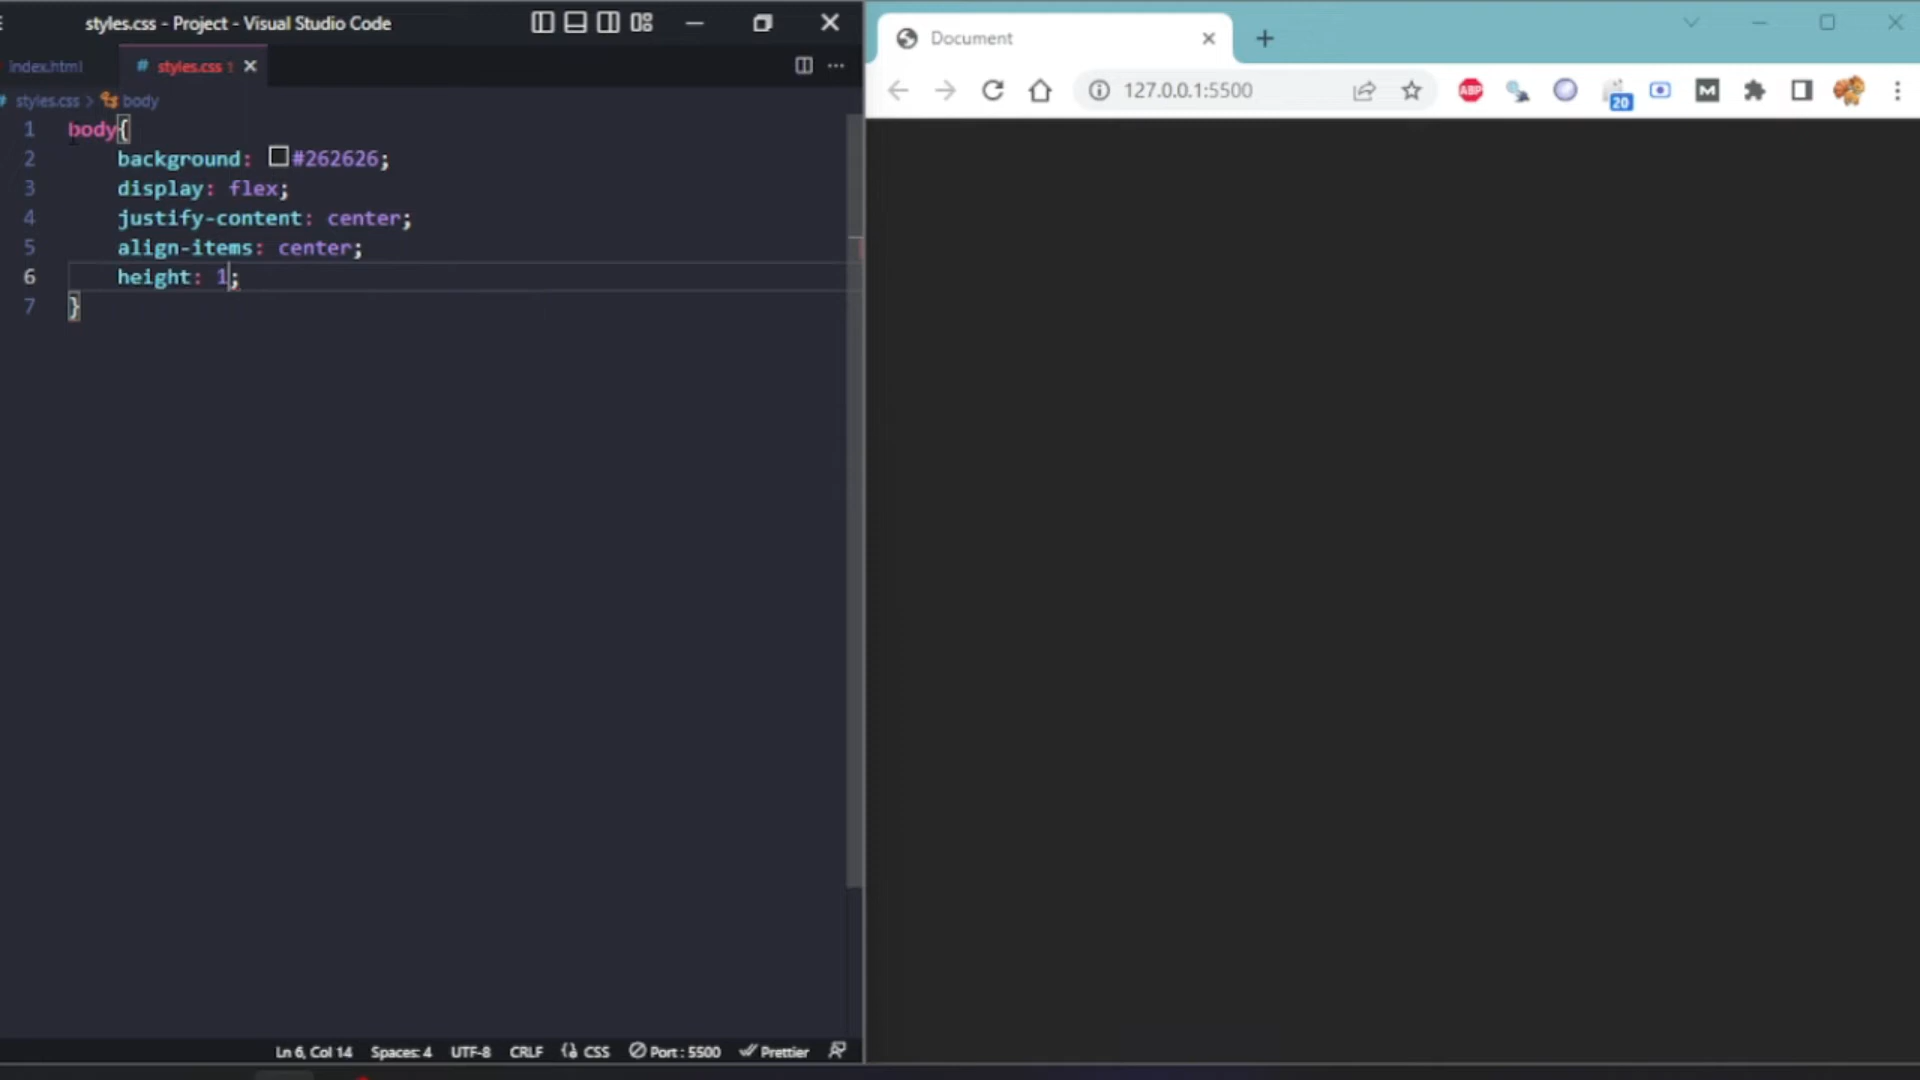 styles.css - Project - Visual Studio Code
index.html
# styles.css 1
# styles.css > body
1 body{
2 background: #262626;
3 display: flex;
4 justify-content: center;
5 align-items: center;
6 height: 1;
7 }
Ln 6, Col 14 Spaces: 4 UTF-8 CRLF CSS Port : 5500 Prettier
Document
127.0.0.1:5500
ABP
20
M